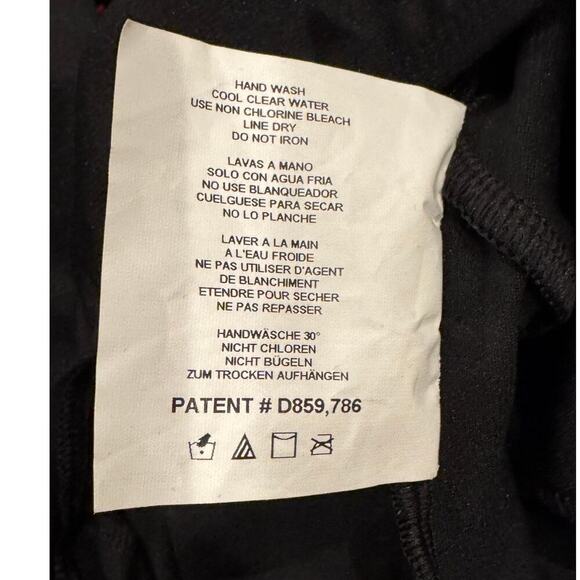 HAND WASH
COOL CLEAR WATER
USE NON CHLORINE BLEACH
LINE DRY
DO NOT IRON
LAVAS A MANO
SOLO CON AGUA FRIA
NO USE BLANQUEADOR
CUELGUESE PARA SECAR
NO LO PLANCHE
LAVER A LA MAIN
A L'EAU FROIDE
NE PAS UTILISER D'AGENT
DE BLANCHIMENT
ETENDRE POUR SECHER
NE PAS REPASSER
HANDWÄSCHE 30°
NICHT CHLOREN
NICHT BÜGELN
ZUM TROCKEN AUFHÄNGEN
PATENT # D859,786